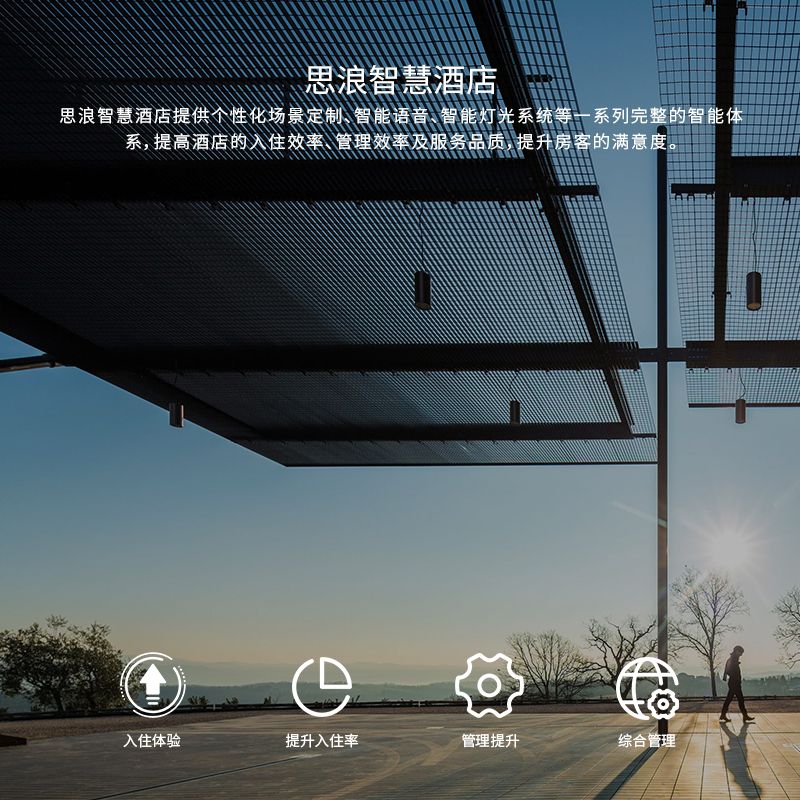 思浪智慧酒店
思浪智慧酒店提供个性化场景定制、智能语音、智能灯光系统等一系列完整的智能体
系，提高酒店的入住效率、管理效率及服务品质，提升房客的满意度。
入住体验
提升入住率
管理提升
综合管理